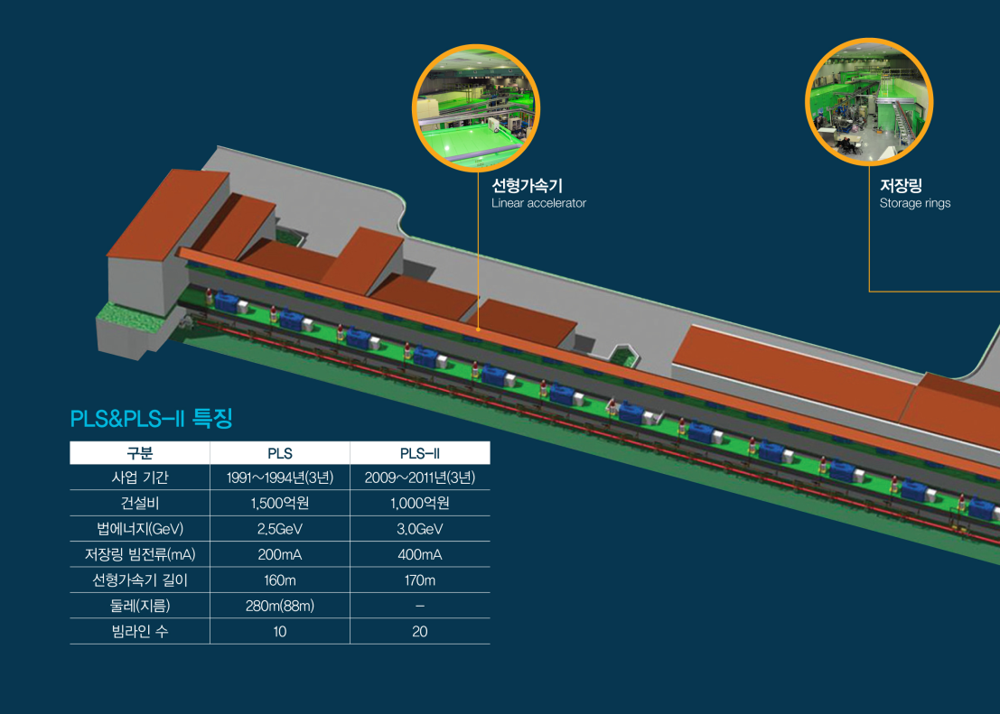 선형가속기
Linear accelerator
저장링
Storage rings
PLS&PLS-II 특징
구분 PLS PLS-II
사업 기간 1991~1994년(3년) 2009~2011년(3년)
건설비 1,500억원 1,000억원
법에너지(GeV) 2.5GeV 3.0GeV
저장링 빔전류(mA) 200mA 400mA
선형가속기 길이 160m 170m
둘레(지름) 280m(88m) -
빔라인 수 10 20